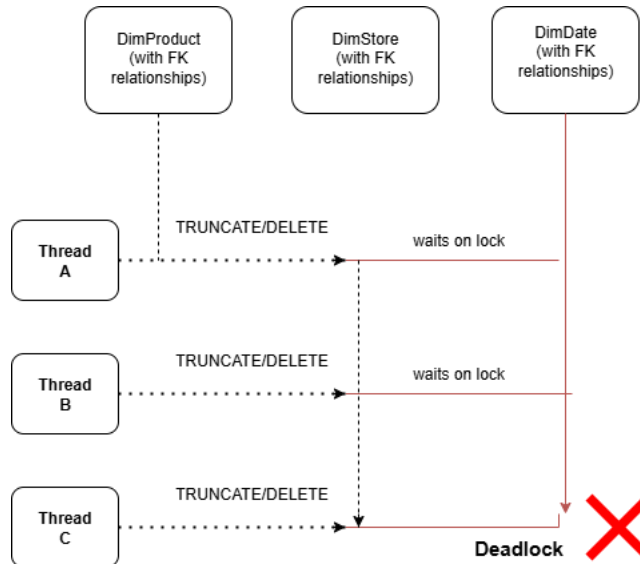 DimProduct
(with FK
relationships)
DimStore
(with FK
relationships)
DimDate
(with FK
relationships)
Thread
A
TRUNCATE/DELETE
waits on lock
Thread
B
TRUNCATE/DELETE
waits on lock
Thread
C
TRUNCATE/DELETE
Deadlock